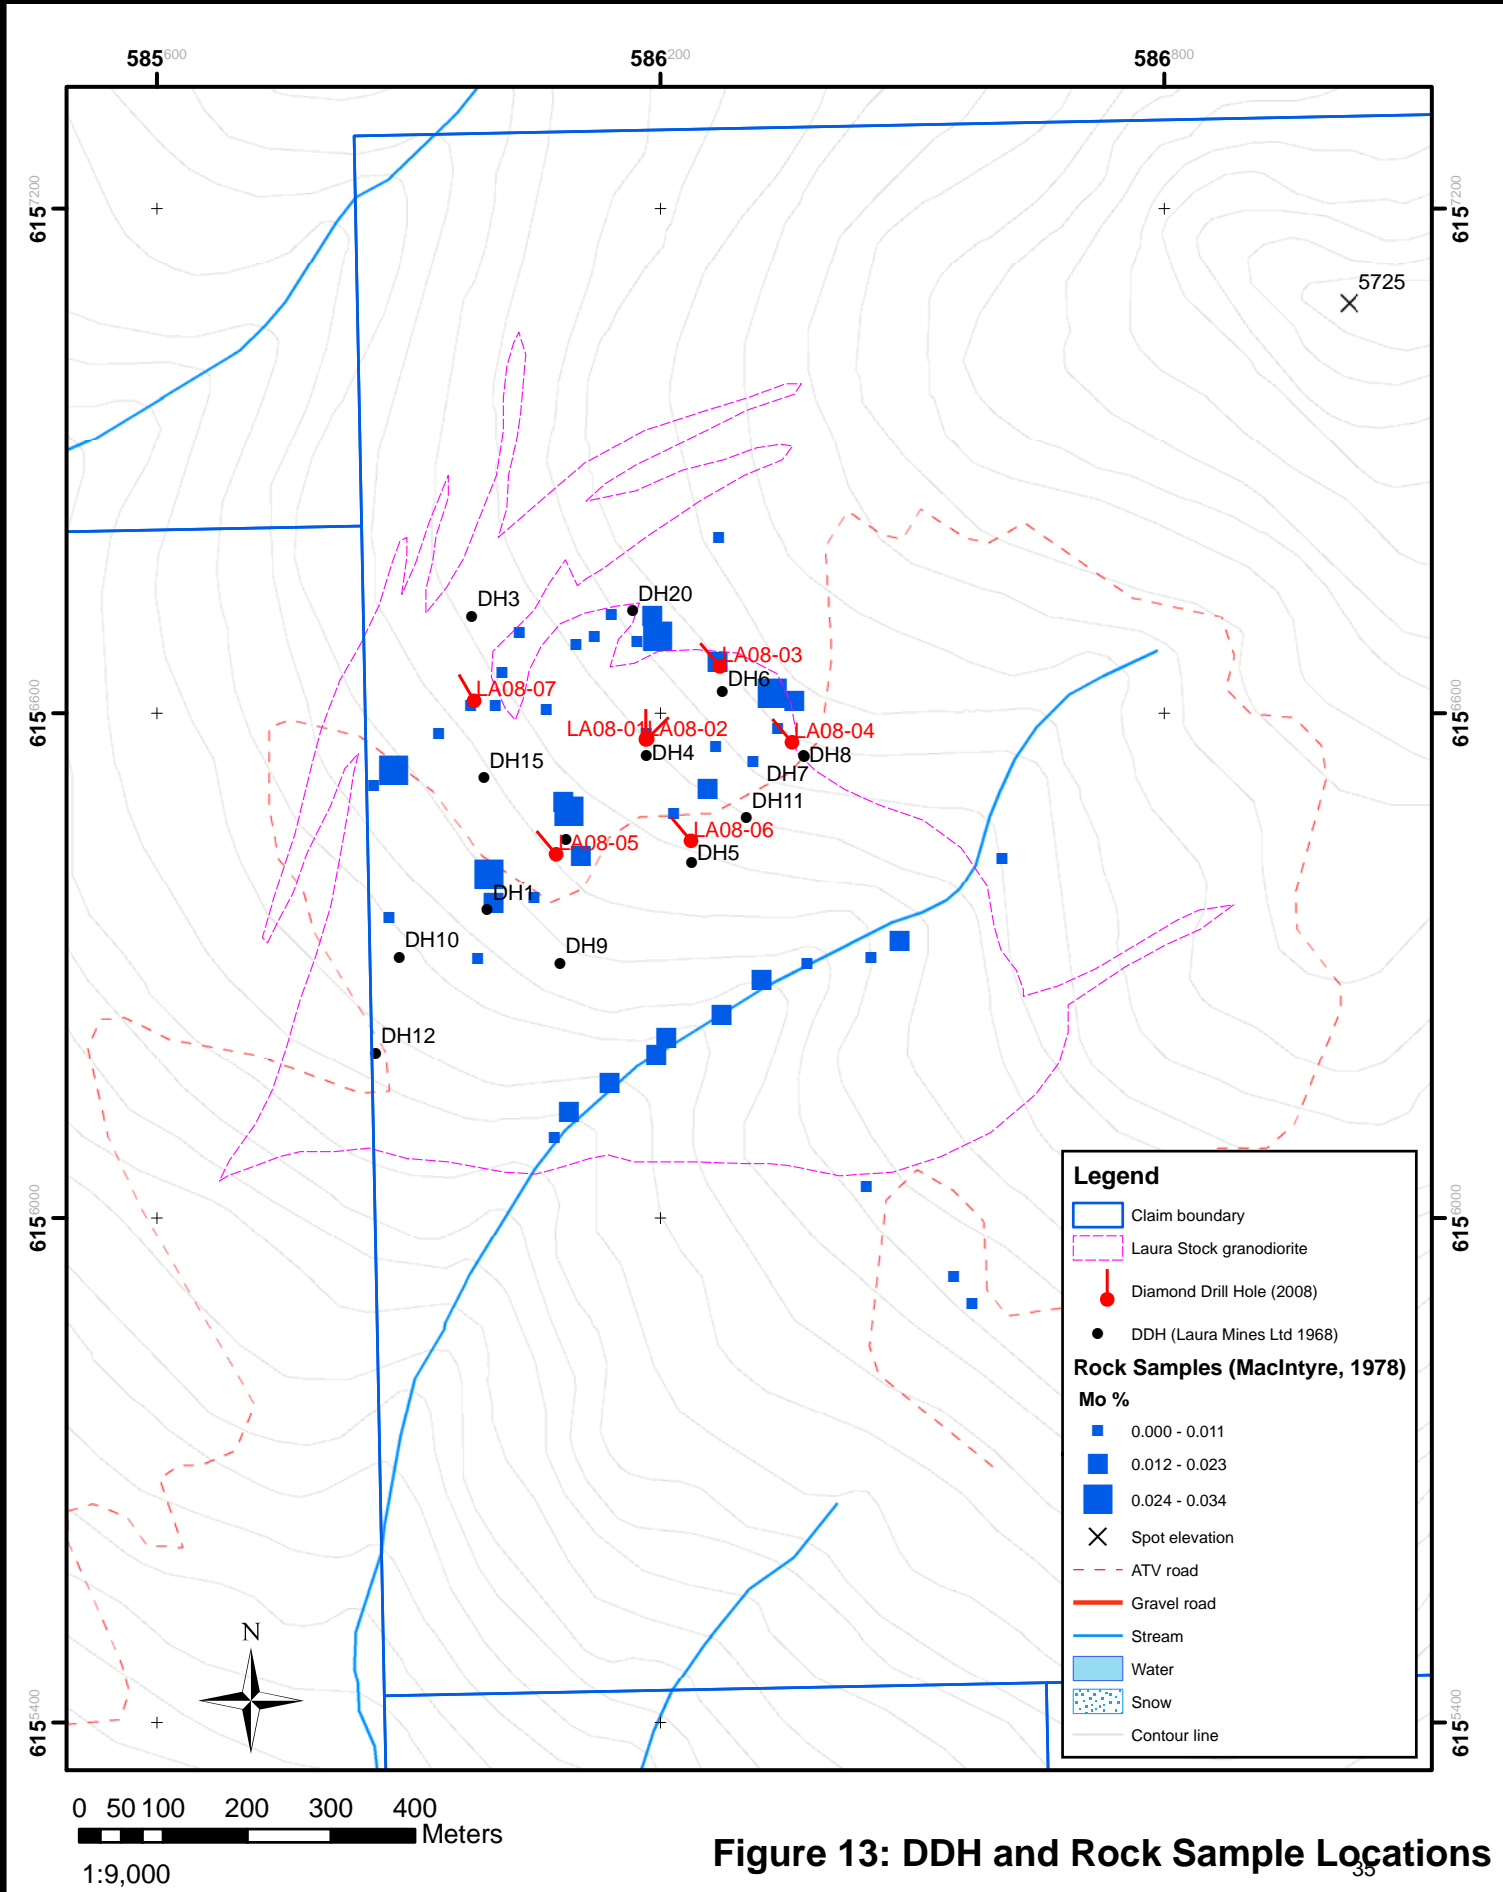 585600 586200 586800
6157200 6157200
5725
DH3
DH20
LA08-03
DH6
LA08-07
6156600 6156600
LA08-01 LA08-02
LA08-04
DH4
DH8
DH15
DH7
DH11
LA08-05
LA08-06
DH5
DH1
DH10
DH9
DH12
6156000 6156000
Legend
Claim boundary
Laura Stock granodiorite
Diamond Drill Hole (2008)
DDH (Laura Mines Ltd 1968)
Rock Samples (MacIntyre, 1978)
Mo %
0.000 - 0.011
0.012 - 0.023
0.024 - 0.034
Spot elevation
ATV road
Gravel road
Stream
Water
Snow
Contour line
N
6155400 6155400
0 50 100 200 300 400
Meters
1:9,000
Figure 13: DDH and Rock Sample Locations
35